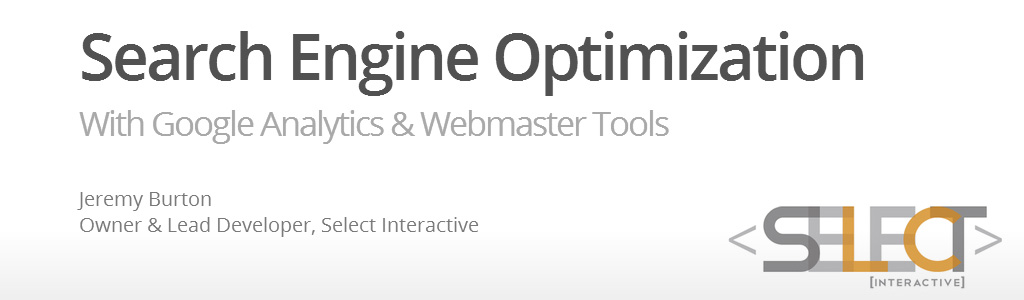 Search Engine Optimization
With Google Analytics & Webmaster Tools
Jeremy Burton
Owner & Lead Developer, Select Interactive
<SELECT>
[INTERACTIVE]